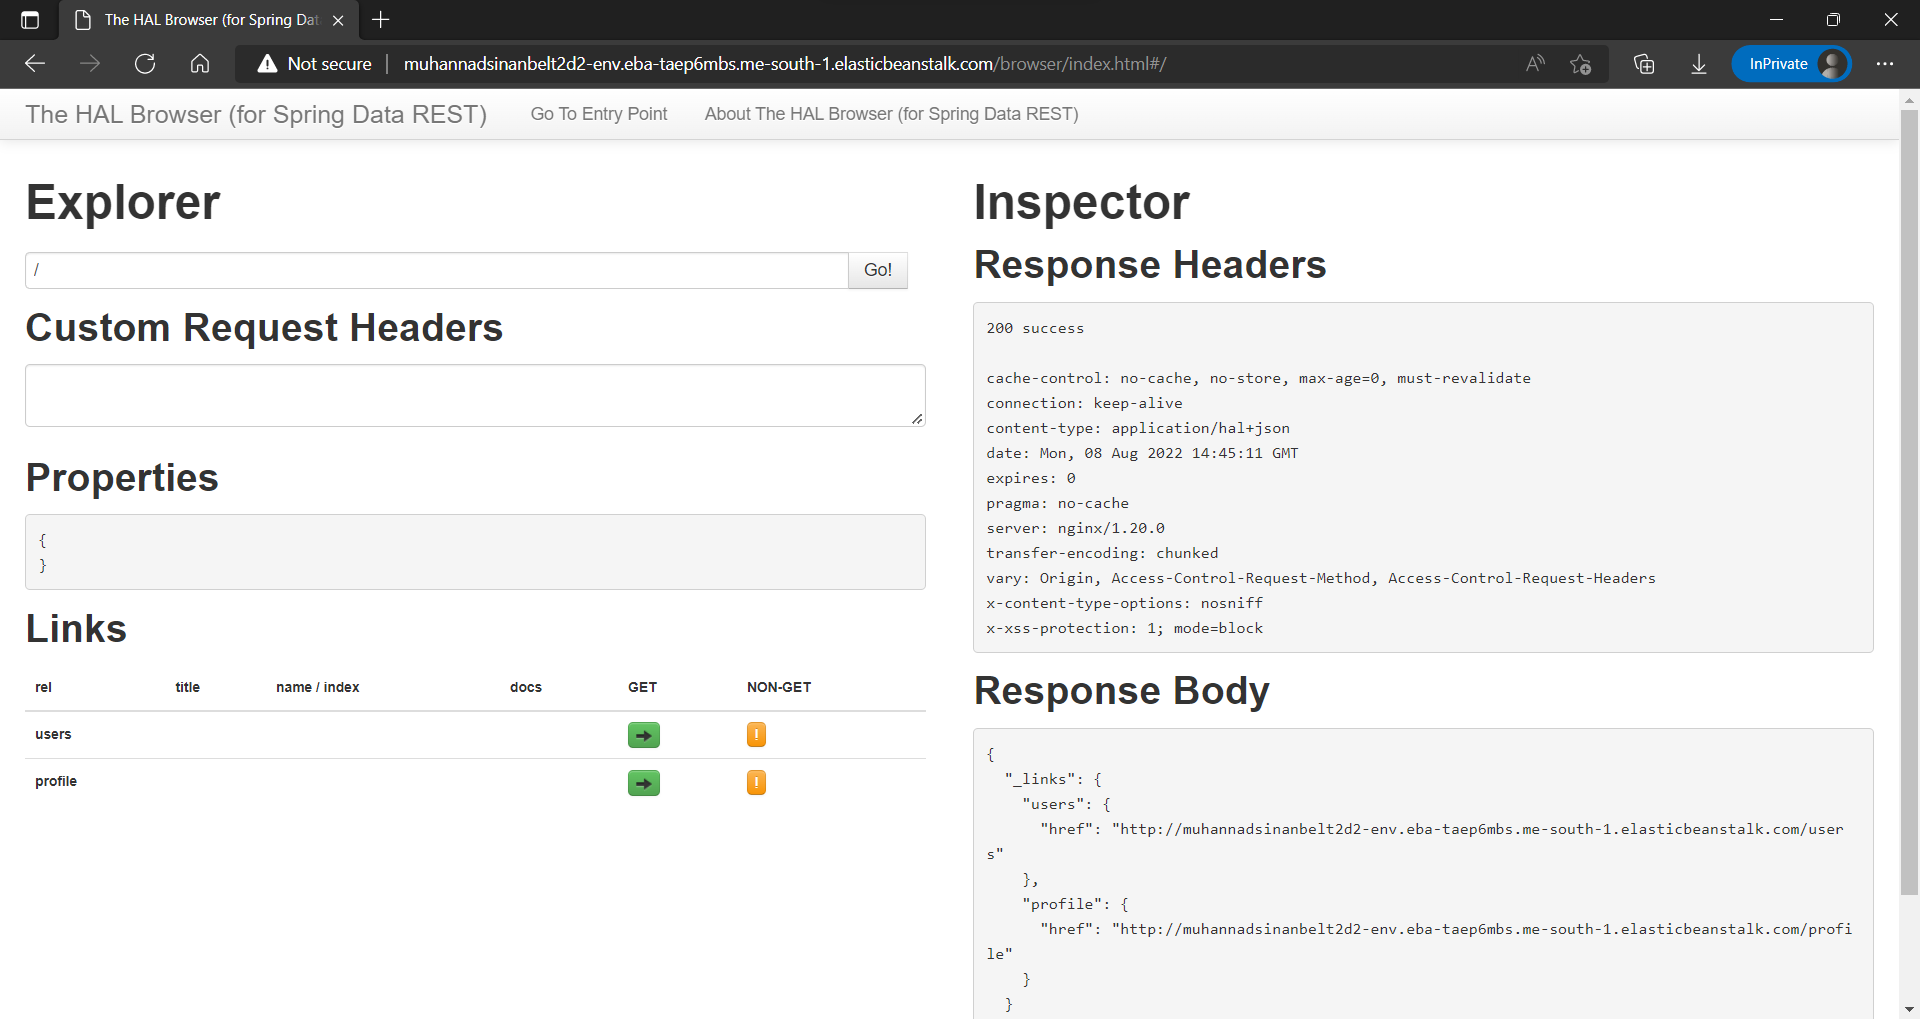 The HAL Browser (for Spring Dat
Not secure
muhannadsinanbelt2d2-env.eba-taep6mbs.me-south-1.elasticbeanstalk.com/browser/index.html#/
InPrivate
The HAL Browser (for Spring Data REST)
Go To Entry Point
About The HAL Browser (for Spring Data REST)
Explorer
/
Go!
Custom Request Headers
Properties
{
}
Links
rel title name / index docs GET NON-GET
users !
profile !
Inspector
Response Headers
200 success
cache-control: no-cache, no-store, max-age=0, must-revalidate
connection: keep-alive
content-type: application/hal+json
date: Mon, 08 Aug 2022 14:45:11 GMT
expires: 0
pragma: no-cache
server: nginx/1.20.0
transfer-encoding: chunked
vary: Origin, Access-Control-Request-Method, Access-Control-Request-Headers
x-content-type-options: nosniff
x-xss-protection: 1; mode=block
Response Body
{
"_links": {
"users": {
"href": "http://muhannadsinanbelt2d2-env.eba-taep6mbs.me-south-1.elasticbeanstalk.com/user
s"
},
"profile": {
"href": "http://muhannadsinanbelt2d2-env.eba-taep6mbs.me-south-1.elasticbeanstalk.com/profi
le"
}
}